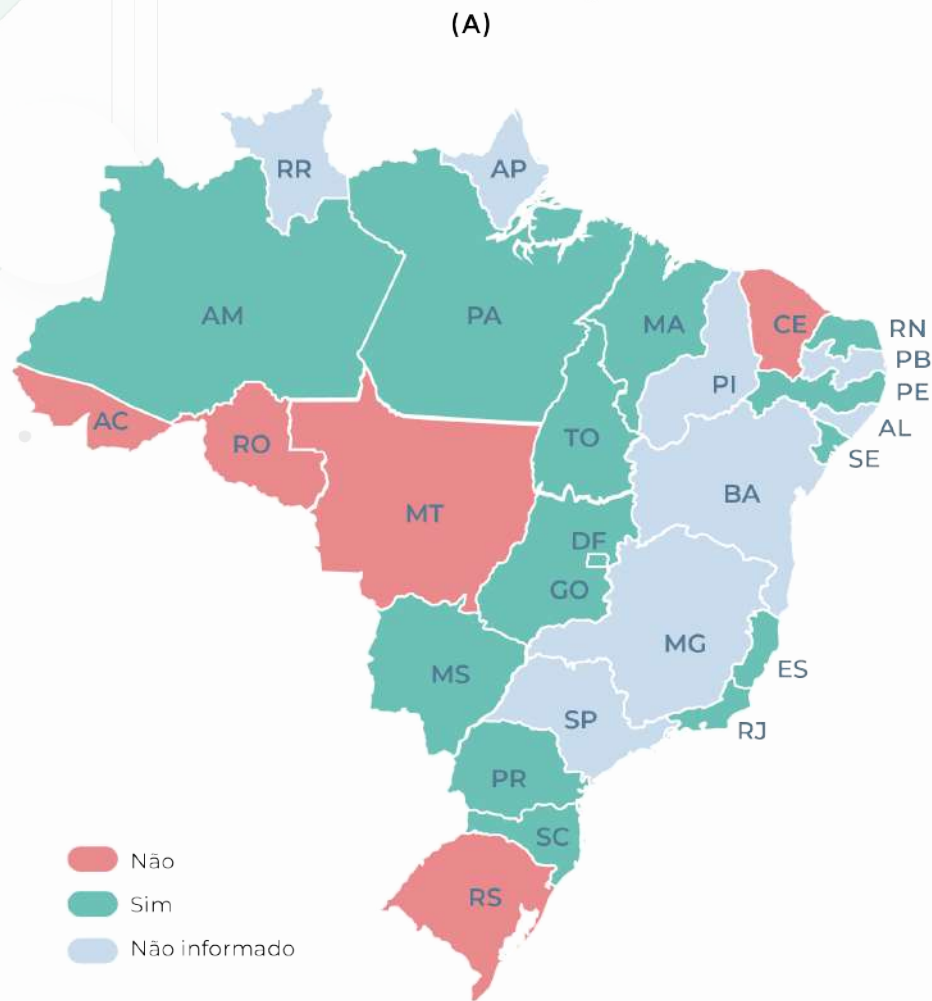 (A)
RR
AP
AM
PA
MA
CE
RN
PB
PE
AL
SE
PI
AC
RO
TO
BA
MT
DF
GO
MG
ES
MS
SP
RJ
PR
SC
RS
Não
Sim
Não informado